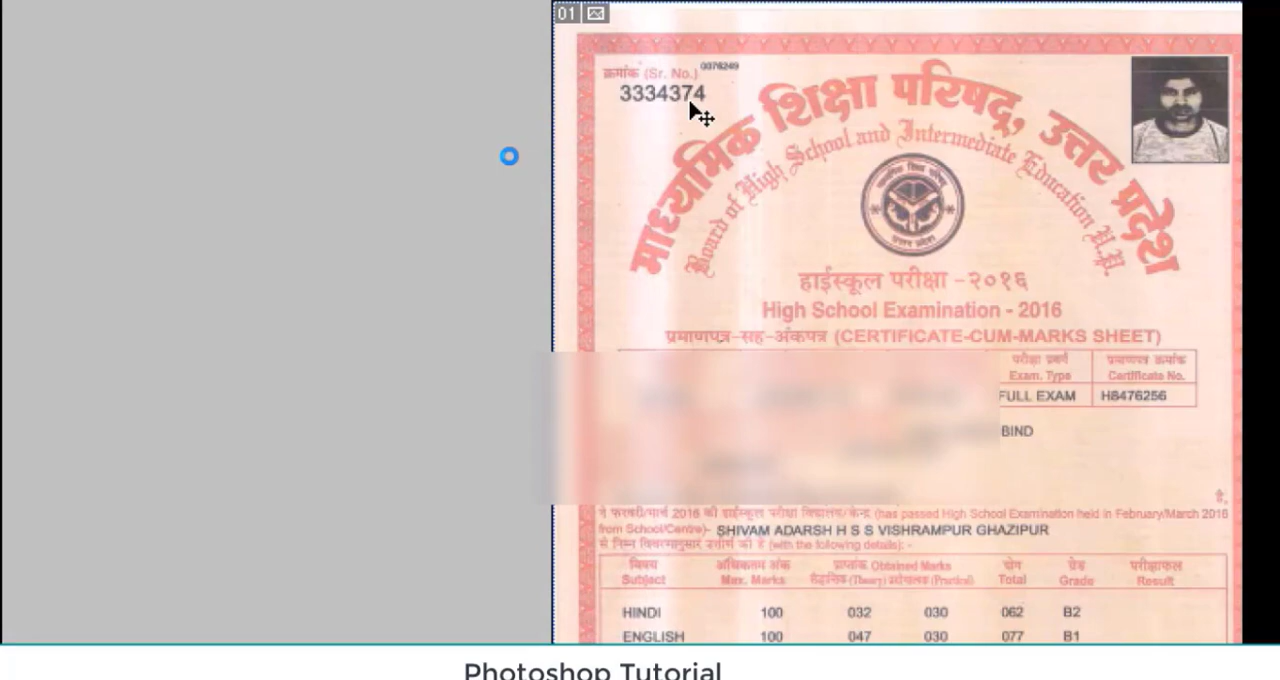 01
क्रमांक (Sr. No.) 0076249
3334374
माध्यमिक शिक्षा परिषद्, उत्तर प्रदेश
Board of High School and Intermediate Education U.P.
हाईस्कूल परीक्षा -२०१६
High School Examination - 2016
प्रमाणपत्र-सह-अंकपत्र (CERTIFICATE-CUM-MARKS SHEET)
परीक्षा प्रवर्ग प्रमाणपत्र क्रमांक
Exam. Type Certificate No.
FULL EXAM H8476256
BIND
है,
ने फरवरी/मार्च 2016 की हाईस्कूल परीक्षा विद्यालय/केन्द्र (has passed High School Examination held in February/March 2016
from School/Centre)- SHIVAM ADARSH H S S VISHRAMPUR GHAZIPUR
से निम्न विवरणानुसार उत्तीर्ण की है (with the following details): -
विषय अधिकतम अंक प्राप्तांक Obtained Marks योग ग्रेड परीक्षाफल
Subject Max. Marks सैद्धान्तिक (Theory) प्रयोगात्मक (Practical) Total Grade Result
HINDI 100 032 030 062 B2
ENGLISH 100 047 030 077 B1
Photoshop Tutorial